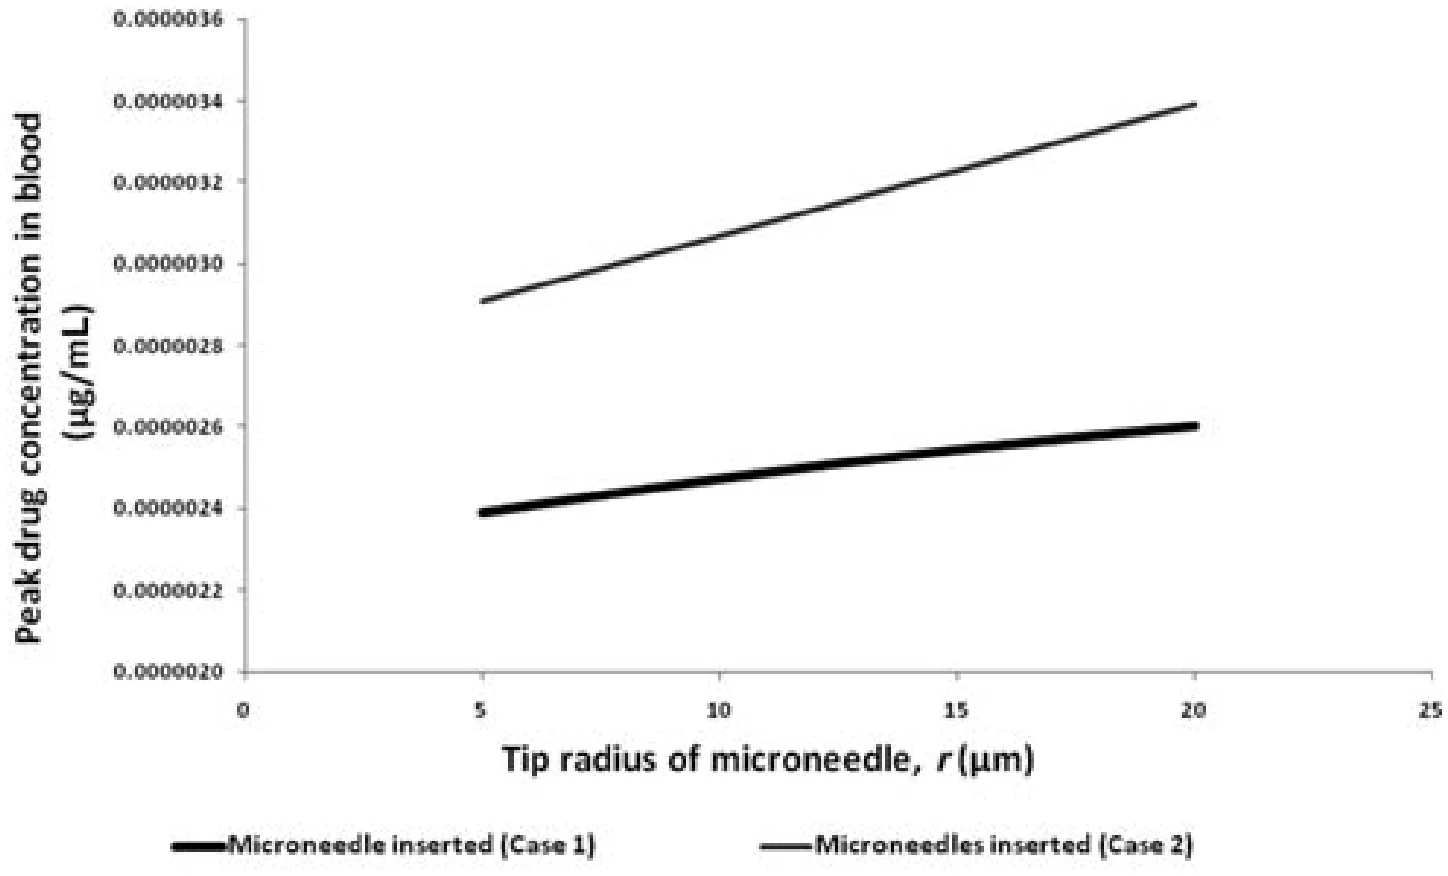 0.0000036
0.0000034
0.0000032
0.0000030
0.0000028
0.0000026
0.0000024
0.0000022
0.0000020
Peak drug concentration in blood
(μg/mL)
0 5 10 15 20 25
Tip radius of microneedle, r (μm)
Microneedle inserted (Case 1)
Microneedles inserted (Case 2)